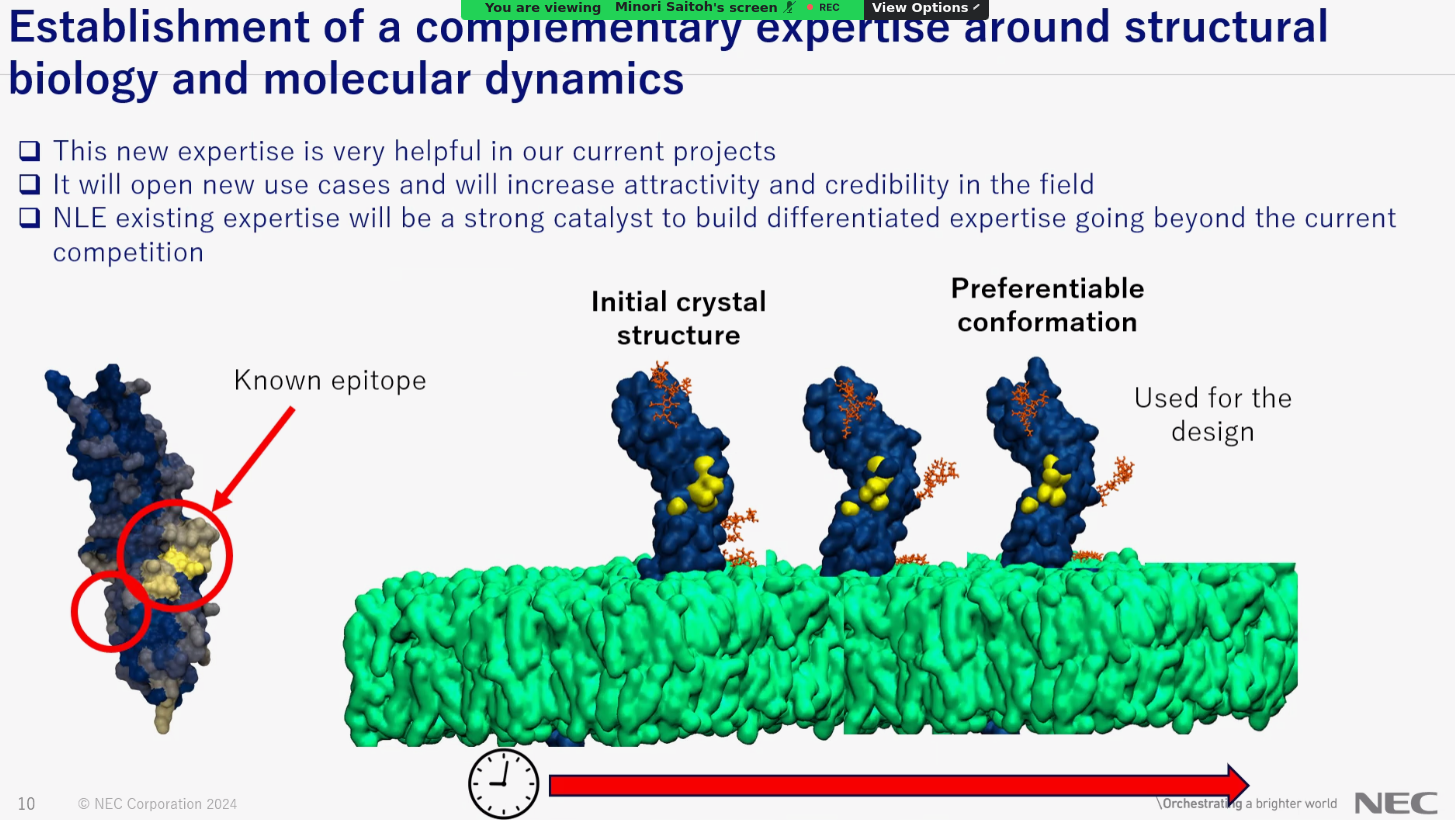 You are viewing Minori Saitoh's screen REC View Options
Establishment of a complementary expertise around structural
biology and molecular dynamics
This new expertise is very helpful in our current projects
It will open new use cases and will increase attractivity and credibility in the field
NLE existing expertise will be a strong catalyst to build differentiated expertise going beyond the current
competition
Initial crystal
structure
Preferentiable
conformation
Known epitope
Used for the
design
10
© NEC Corporation 2024
\Orchestrating a brighter world
NEC